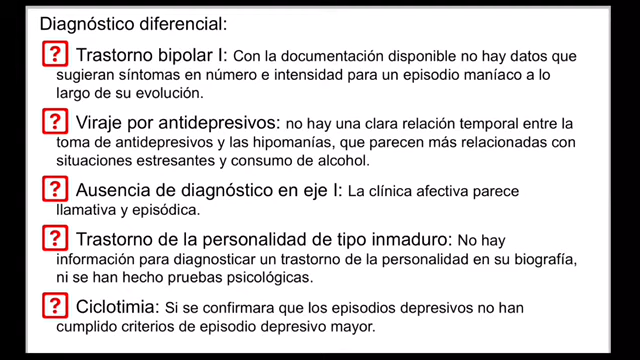 Diagnóstico diferencial:
? Trastorno bipolar I: Con la documentación disponible no hay datos que
sugieran síntomas en número e intensidad para un episodio maníaco a lo
largo de su evolución.
? Viraje por antidepresivos: no hay una clara relación temporal entre la
toma de antidepresivos y las hipomanías, que parecen más relacionadas con
situaciones estresantes y consumo de alcohol.
? Ausencia de diagnóstico en eje I: La clínica afectiva parece
llamativa y episódica.
? Trastorno de la personalidad de tipo inmaduro: No hay
información para diagnosticar un trastorno de la personalidad en su biografía,
ni se han hecho pruebas psicológicas.
? Ciclotimia: Si se confirmara que los episodios depresivos no han
cumplido criterios de episodio depresivo mayor.